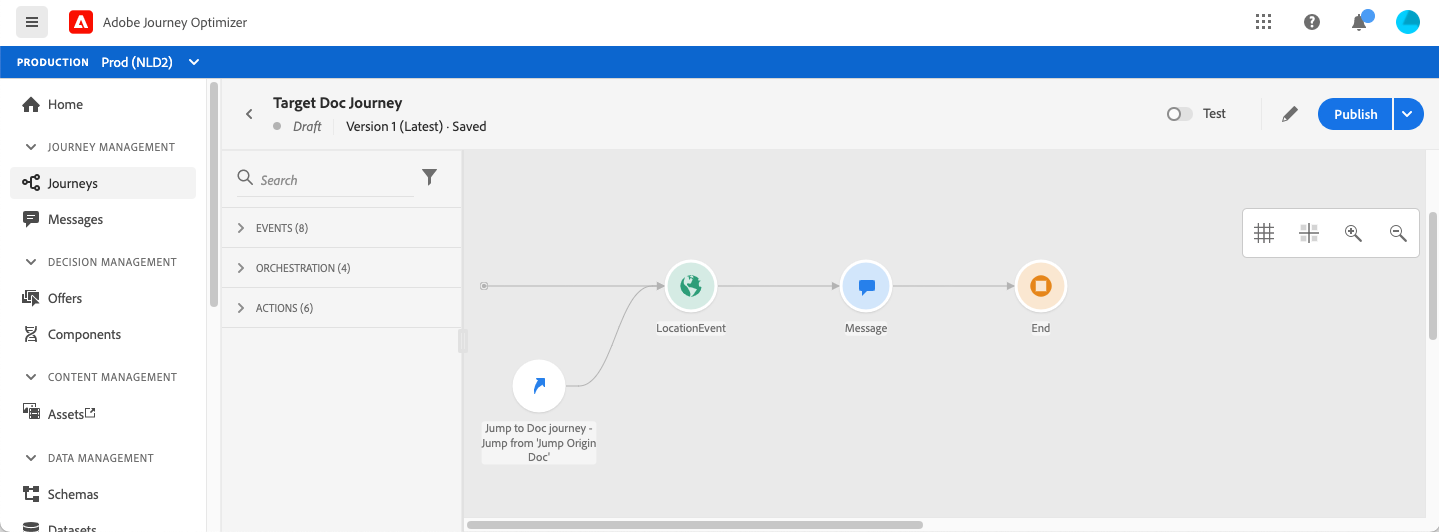 Adobe Journey Optimizer
PRODUCTION Prod (NLD2)
Home
JOURNEY MANAGEMENT
Journeys
Messages
DECISION MANAGEMENT
Offers
Components
CONTENT MANAGEMENT
Assets
DATA MANAGEMENT
Schemas
Datasets
Target Doc Journey
Draft Version 1 (Latest) · Saved
Test
Publish
Search
EVENTS (8)
ORCHESTRATION (4)
ACTIONS (6)
LocationEvent
Message
End
Jump to Doc journey -
Jump from 'Jump Origin
Doc'